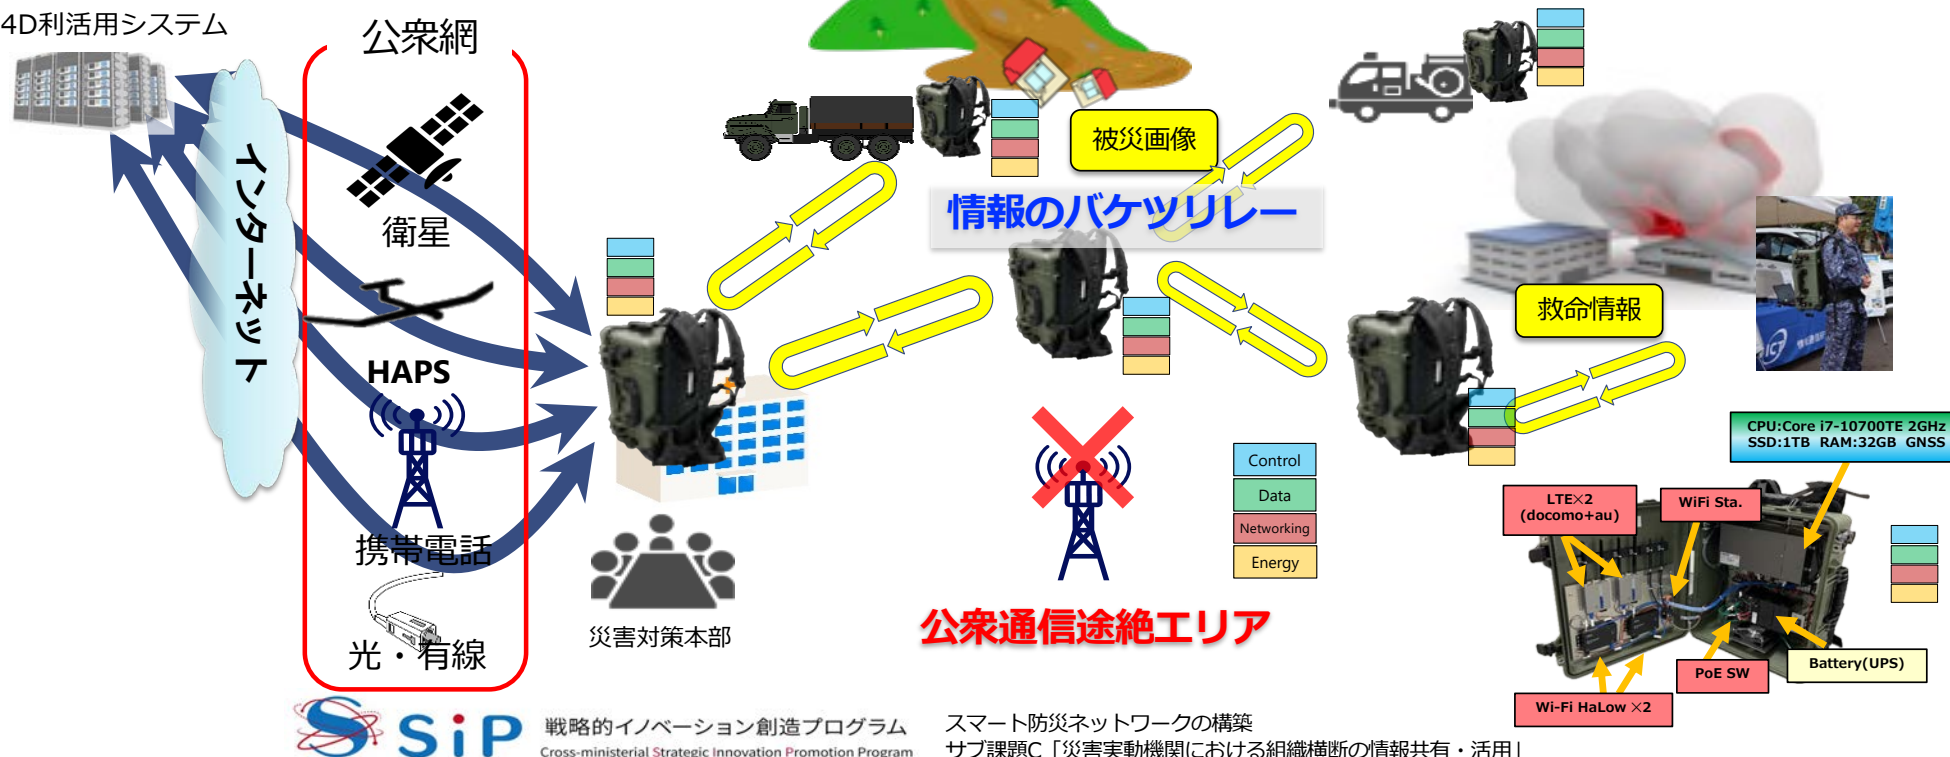 4D利活用システム
公衆網
インターネット
衛星
HAPS
携帯電話
光・有線
災害対策本部
被災画像
情報のバケツリレー
救命情報
公衆通信途絶エリア
Control
Data
Networking
Energy
CPU:Core i7-10700TE 2GHz
SSD:1TB RAM:32GB GNSS
LTE×2
(docomo+au)
WiFi Sta.
Battery(UPS)
PoE SW
Wi-Fi HaLow ×2
SiP
戦略的イノベーション創造プログラム
Cross-ministerial Strategic Innovation Promotion Program
スマート防災ネットワークの構築
サブ課題C「災害実動機関における組織横断の情報共有・活用」